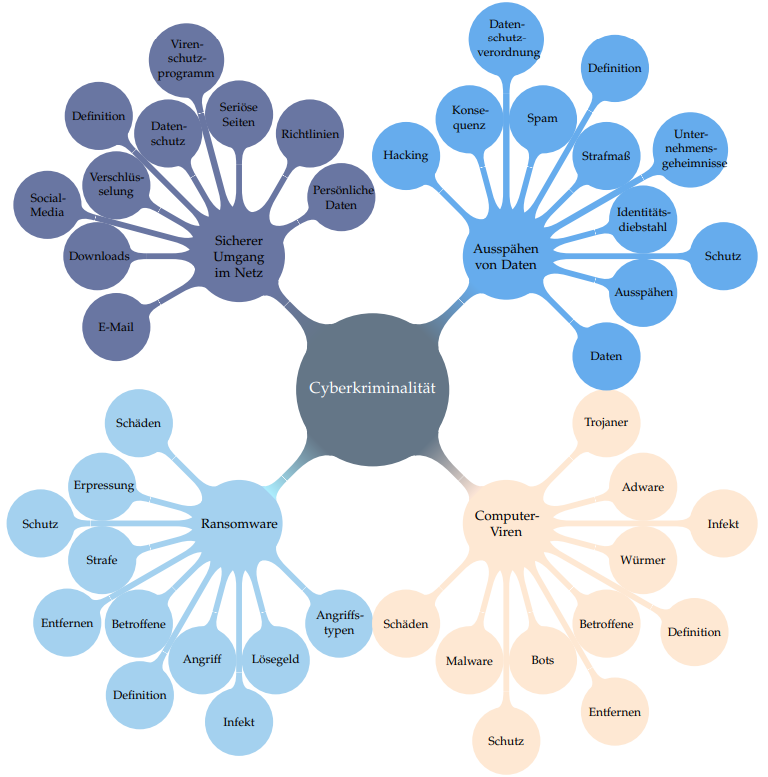 Cyberkriminalität
Sicherer
Umgang
im Netz
E-Mail
Downloads
Social-
Media
Verschlüs-
selung
Definition
Daten-
schutz
Viren-
schutz-
programm
Seriöse
Seiten
Richtlinien
Persönliche
Daten
Ausspähen
von Daten
Hacking
Konse-
quenz
Daten-
schutz-
verordnung
Spam
Definition
Strafmaß
Unter-
nehmens-
geheimnisse
Identitäts-
diebstahl
Schutz
Ausspähen
Daten
Computer-
Viren
Trojaner
Adware
Infekt
Würmer
Definition
Betroffene
Entfernen
Bots
Schutz
Malware
Schäden
Ransomware
Angriffs-
typen
Lösegeld
Infekt
Angriff
Definition
Betroffene
Entfernen
Strafe
Schutz
Erpressung
Schäden